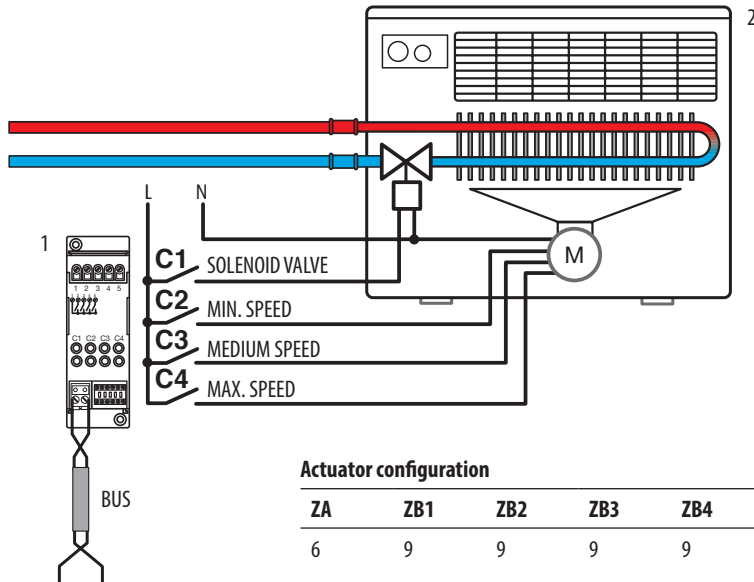 2
L N
1
C1 SOLENOID VALVE
M
1 2 3 4 5
C2 MIN. SPEED
C1 C2 C3 C4
C3 MEDIUM SPEED
C4 MAX. SPEED
BUS
Actuator configuration
ZA ZB1 ZB2 ZB3 ZB4
6 9 9 9 9